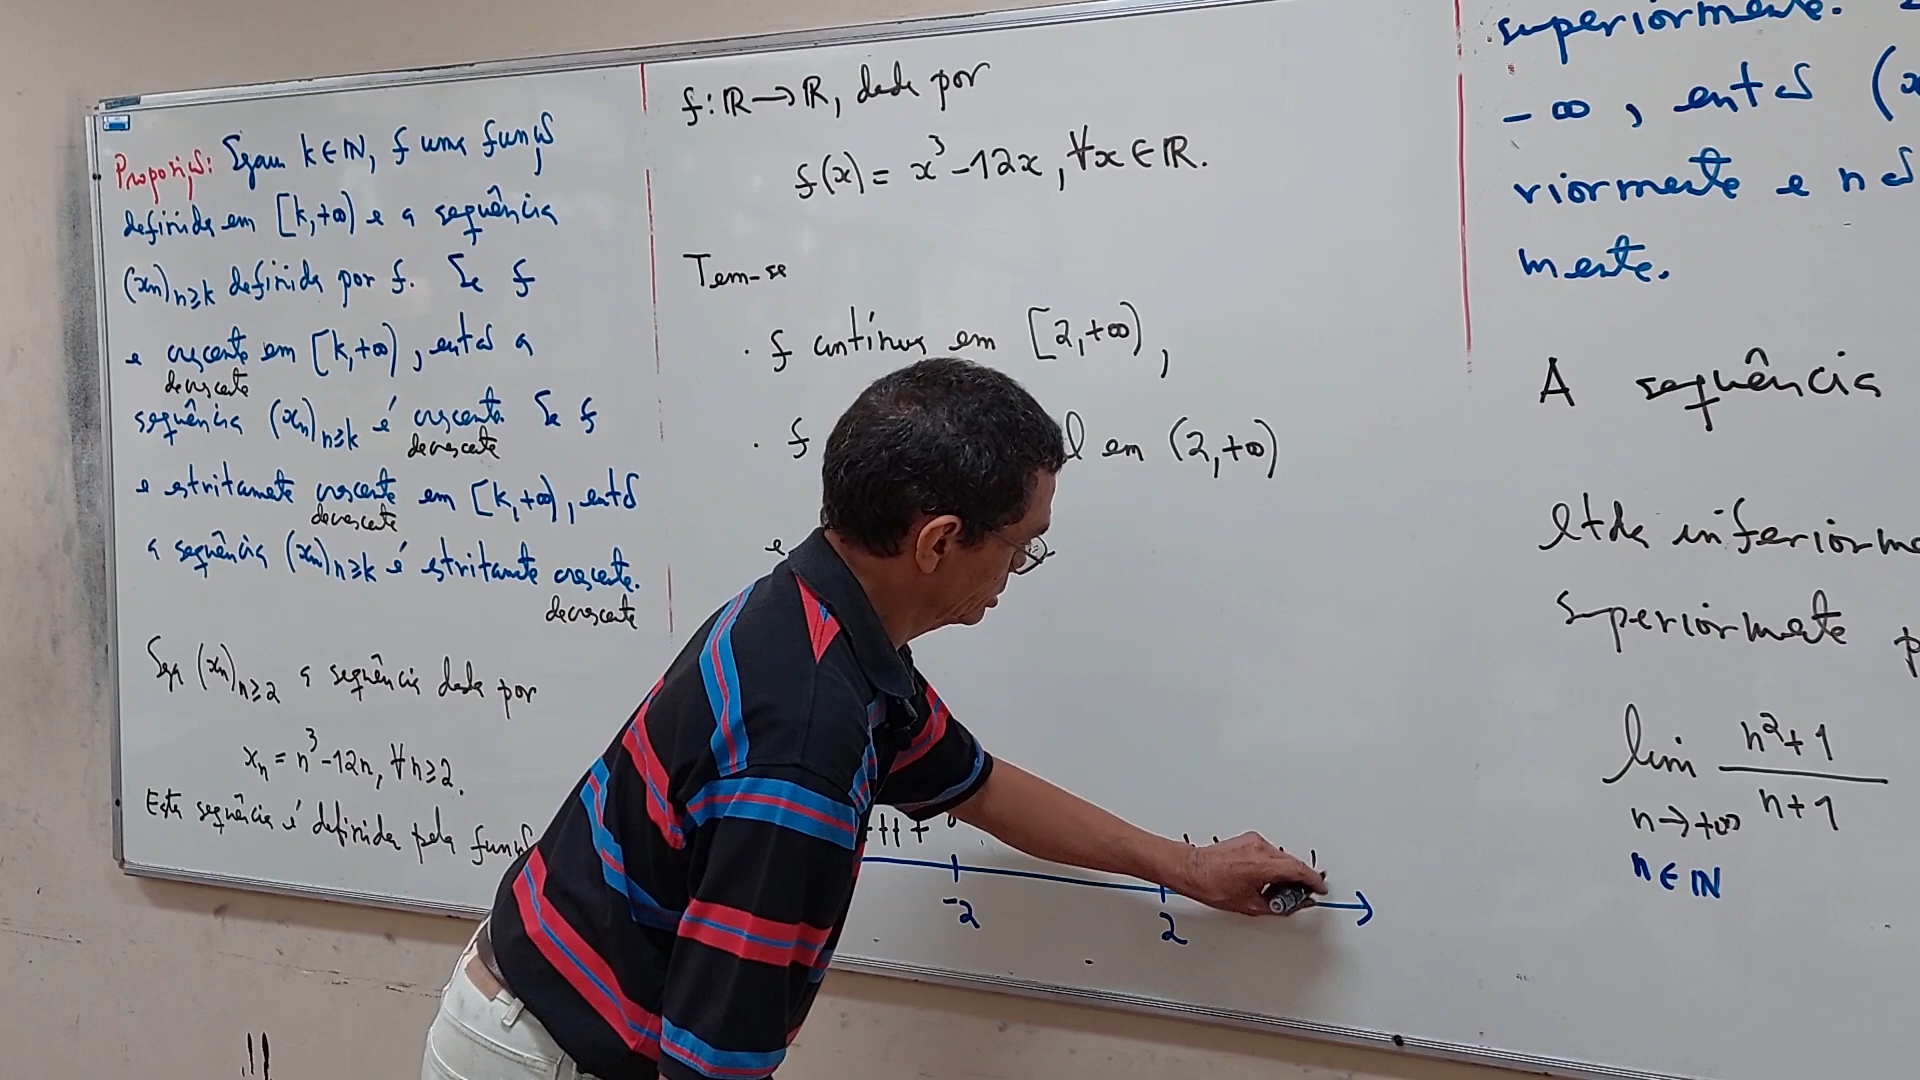 Proposição: Sejam k ∈ ℕ, f uma função
definida em [k,+∞) e a sequência
(xn)n≥k definida por f. Se f
e crescente em [k,+∞), então a
decrescente
sequência (xn)n≥k é crescente. Se f
decrescente
e estritamente crescente em [k,+∞), então
decrescente
a sequência (xn)n≥k é estritamente crescente.
decrescente
Seja (xn)n≥2 a sequência dada por
xn = n³-12n, ∀n≥2.
Esta sequência é definida pela função
f: ℝ → ℝ, dada por
f(x) = x³-12x, ∀x ∈ ℝ.
Tem-se
· f contínua em [2,+∞),
· f em (2,+∞)
e
+++ 0
-2 2
superiormente.
-∞, então (x
riormente e não
mente.
A sequência
ltda inferiorme
superiormente p
lim n²+1
n+1
n→+∞
n ∈ ℕ